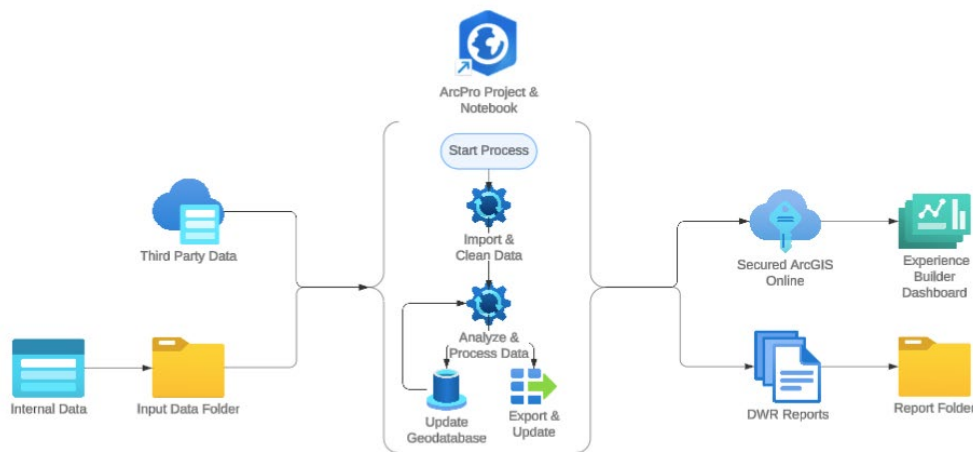 ArcPro Project &
Notebook
Start Process
Import &
Clean Data
Third Party Data
Secured ArcGIS
Online
Experience
Builder
Dashboard
Analyze &
Process Data
Internal Data
Input Data Folder
Update
Geodatabase
Export &
Update
DWR Reports
Report Folder